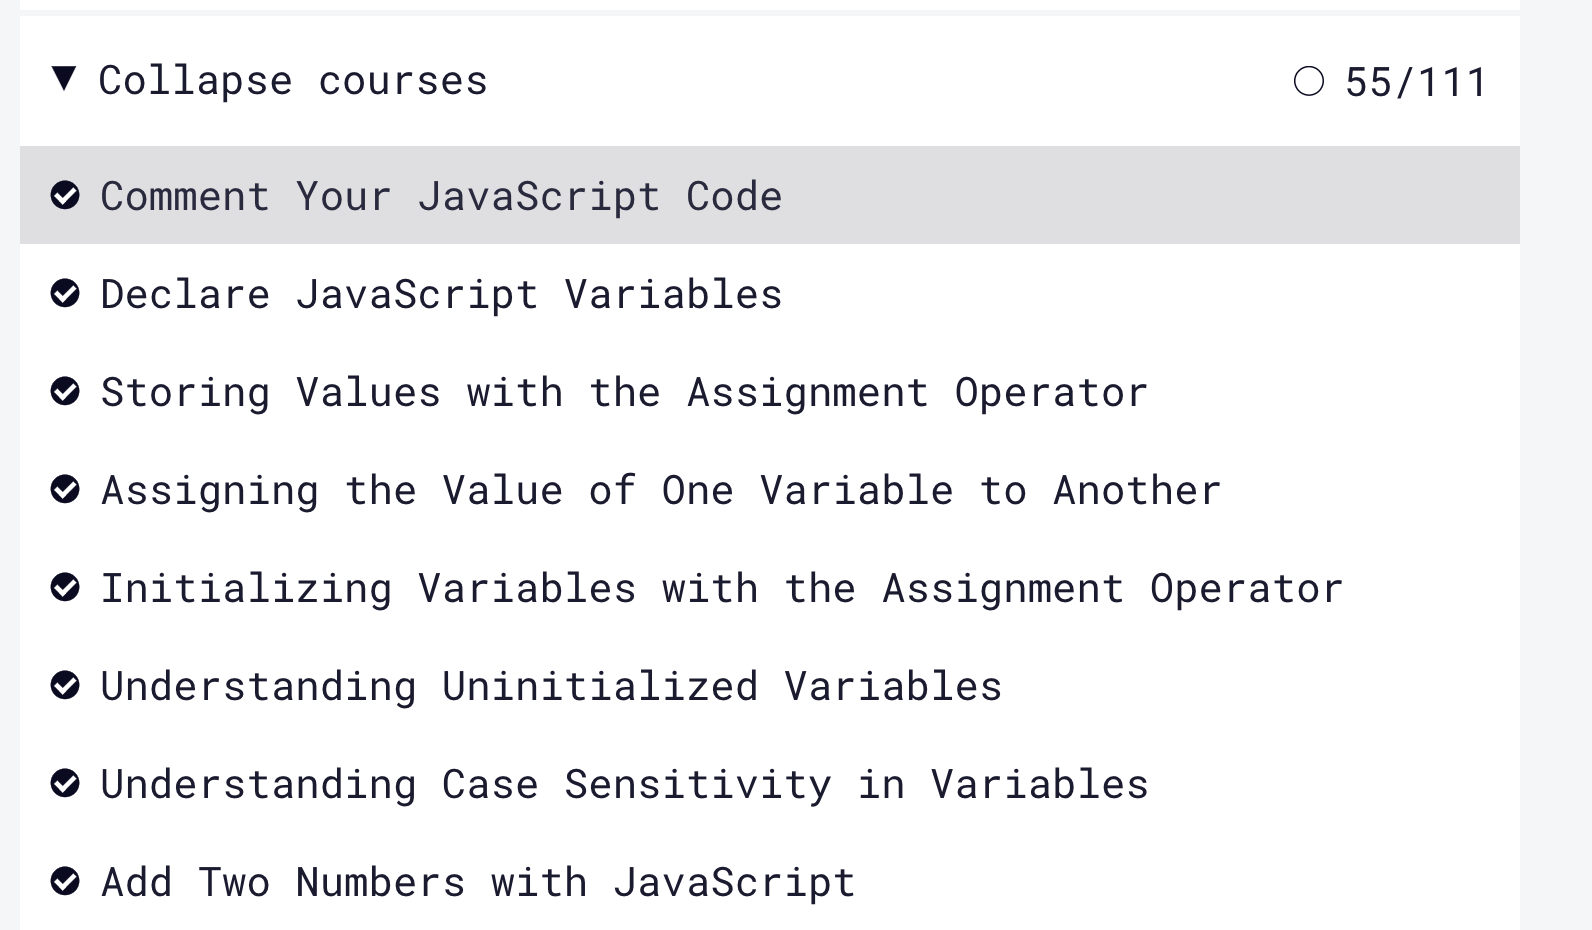 ▼ Collapse courses 55/111
Comment Your JavaScript Code
Declare JavaScript Variables
Storing Values with the Assignment Operator
Assigning the Value of One Variable to Another
Initializing Variables with the Assignment Operator
Understanding Uninitialized Variables
Understanding Case Sensitivity in Variables
Add Two Numbers with JavaScript